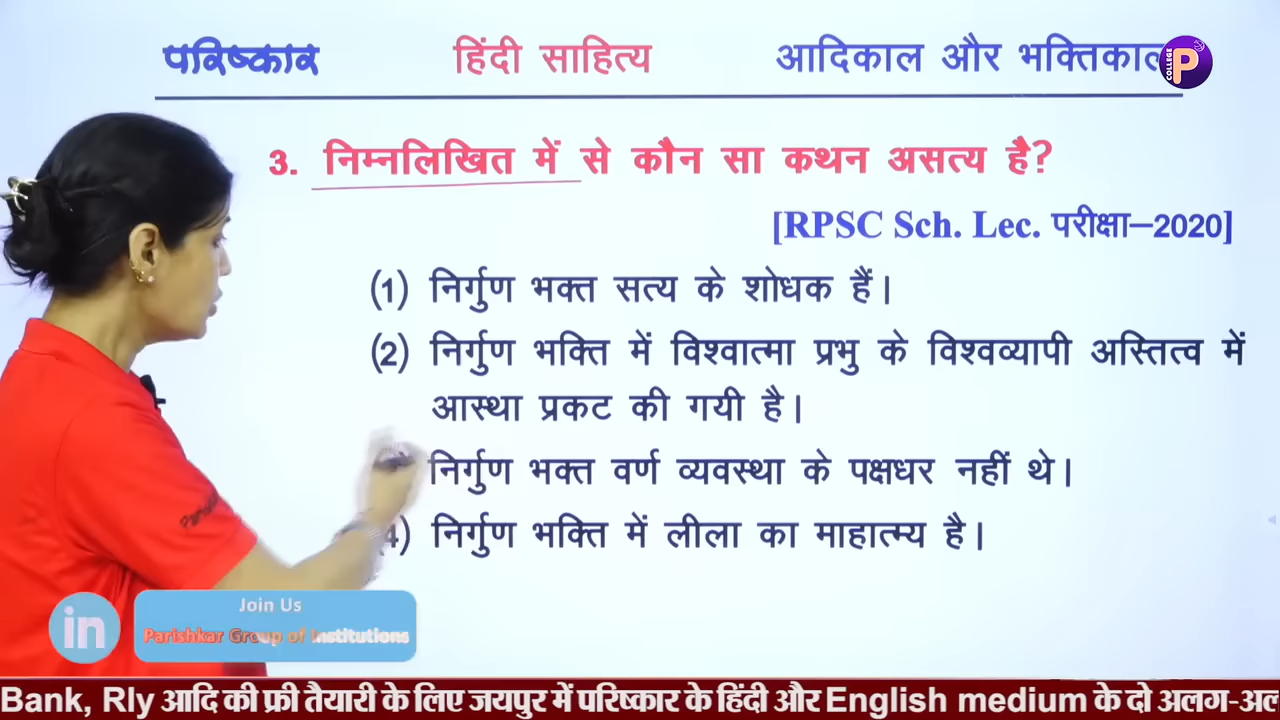 परिष्कार हिंदी साहित्य आदिकाल और भक्तिकाल
COLLEGE P
3. निम्नलिखित में से कौन सा कथन असत्य है?
[RPSC Sch. Lec. परीक्षा–2020]
(1) निर्गुण भक्त सत्य के शोधक हैं।
(2) निर्गुण भक्ति में विश्वात्मा प्रभु के विश्वव्यापी अस्तित्व में
आस्था प्रकट की गयी है।
निर्गुण भक्त वर्ण व्यवस्था के पक्षधर नहीं थे।
(4) निर्गुण भक्ति में लीला का माहात्म्य है।
in
Join Us
Parishkar Group of Institutions
Bank, Rly आदि की फ्री तैयारी के लिए जयपुर में परिष्कार के हिंदी और English medium के दो अलग-अल